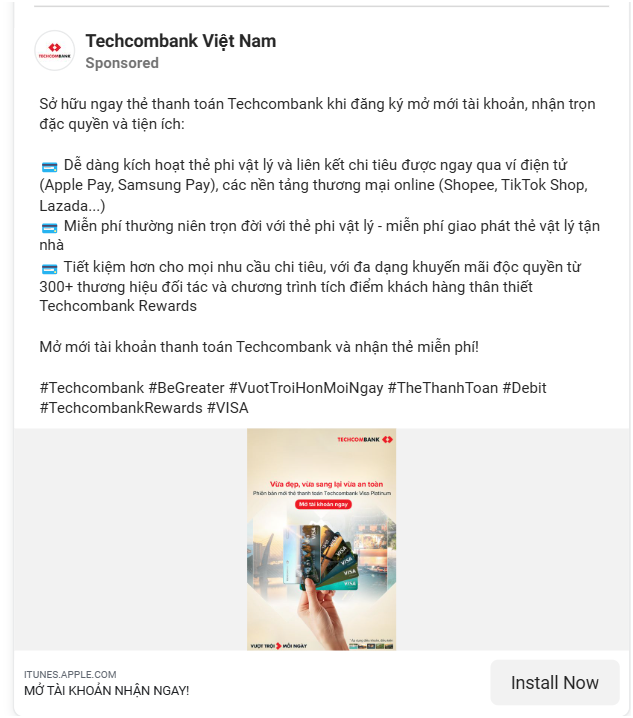 TECHCOMBANK
Techcombank Việt Nam
Sponsored
Sở hữu ngay thẻ thanh toán Techcombank khi đăng ký mở mới tài khoản, nhận trọn
đặc quyền và tiện ích:
Dễ dàng kích hoạt thẻ phi vật lý và liên kết chi tiêu được ngay qua ví điện tử
(Apple Pay, Samsung Pay), các nền tảng thương mại online (Shopee, TikTok Shop,
Lazada...)
Miễn phí thường niên trọn đời với thẻ phi vật lý - miễn phí giao phát thẻ vật lý tận
nhà
Tiết kiệm hơn cho mọi nhu cầu chi tiêu, với đa dạng khuyến mãi độc quyền từ
300+ thương hiệu đối tác và chương trình tích điểm khách hàng thân thiết
Techcombank Rewards
Mở mới tài khoản thanh toán Techcombank và nhận thẻ miễn phí!
#Techcombank #BeGreater #VuotTroiHonMoiNgay #TheThanhToan #Debit
#TechcombankRewards #VISA
TECHCOMBANK
Vừa đẹp, vừa sang lại vừa an toàn
Phiên bản mới thẻ thanh toán Techcombank Visa Platinum
Mở tài khoản ngay
VISA
VISA
VISA
VISA
VISA
VƯỢT TRỘI MỖI NGÀY
ITUNES.APPLE.COM
MỞ TÀI KHOẢN NHẬN NGAY!
Install Now